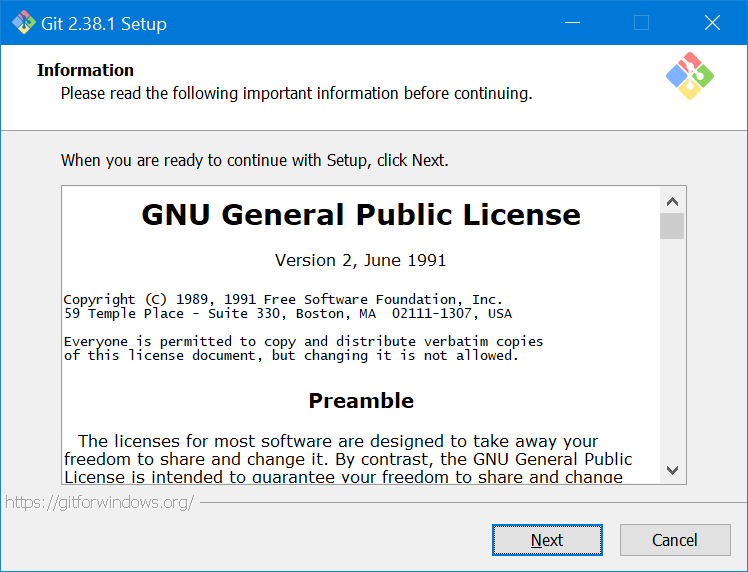 Git 2.38.1 Setup
Information
Please read the following important information before continuing.
When you are ready to continue with Setup, click Next.
GNU General Public License
Version 2, June 1991
Copyright (C) 1989, 1991 Free Software Foundation, Inc.
59 Temple Place - Suite 330, Boston, MA  02111-1307, USA
Everyone is permitted to copy and distribute verbatim copies
of this license document, but changing it is not allowed.
Preamble
The licenses for most software are designed to take away your
freedom to share and change it. By contrast, the GNU General Public
License is intended to guarantee your freedom to share and change
https://gitforwindows.org/
Next
Cancel